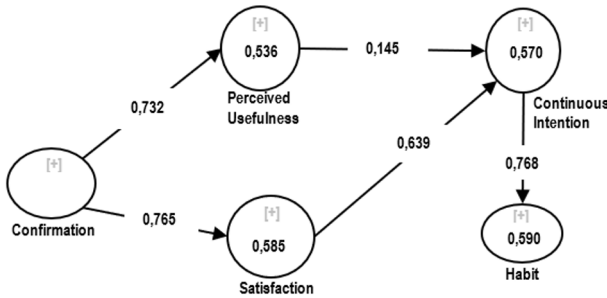 [+]
0,536
Perceived
Usefulness
0,145
[+]
0,570
Continuous
Intention
0,732
0,639
[+]
Confirmation
0,765
[+]
0,585
Satisfaction
0,768
[+]
0,590
Habit